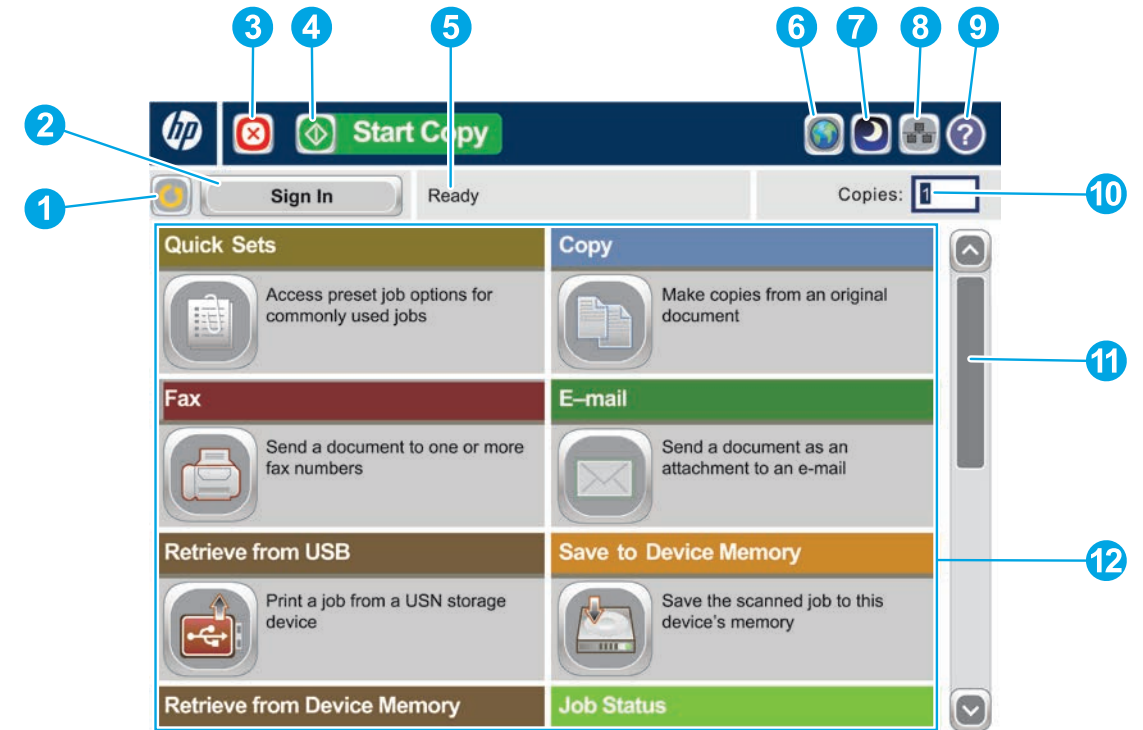 3 4 5 6 7 8 9
2
hp Start Copy ?
1 Sign In Ready Copies: 1 10
Quick Sets Copy
Access preset job options for Make copies from an original
commonly used jobs document
11
Fax E–mail
Send a document to one or more Send a document as an
fax numbers attachment to an e-mail
Retrieve from USB Save to Device Memory
12
Print a job from a USN storage Save the scanned job to this
device device's memory
Retrieve from Device Memory Job Status